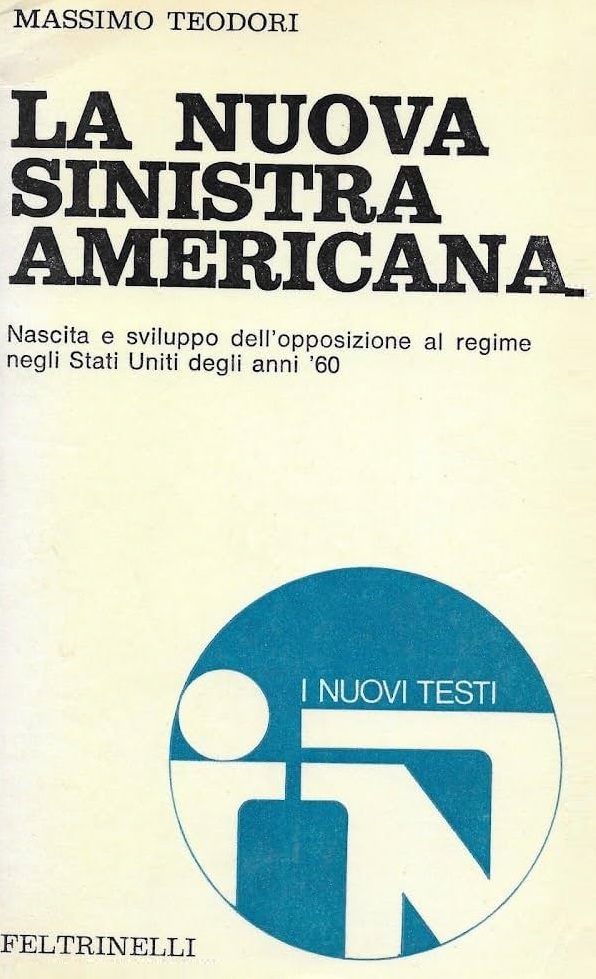 MASSIMO TEODORI
LA NUOVA
SINISTRA
AMERICANA
Nascita e sviluppo dell'opposizione al regime
negli Stati Uniti degli anni '60
I NUOVI TESTI
FELTRINELLI